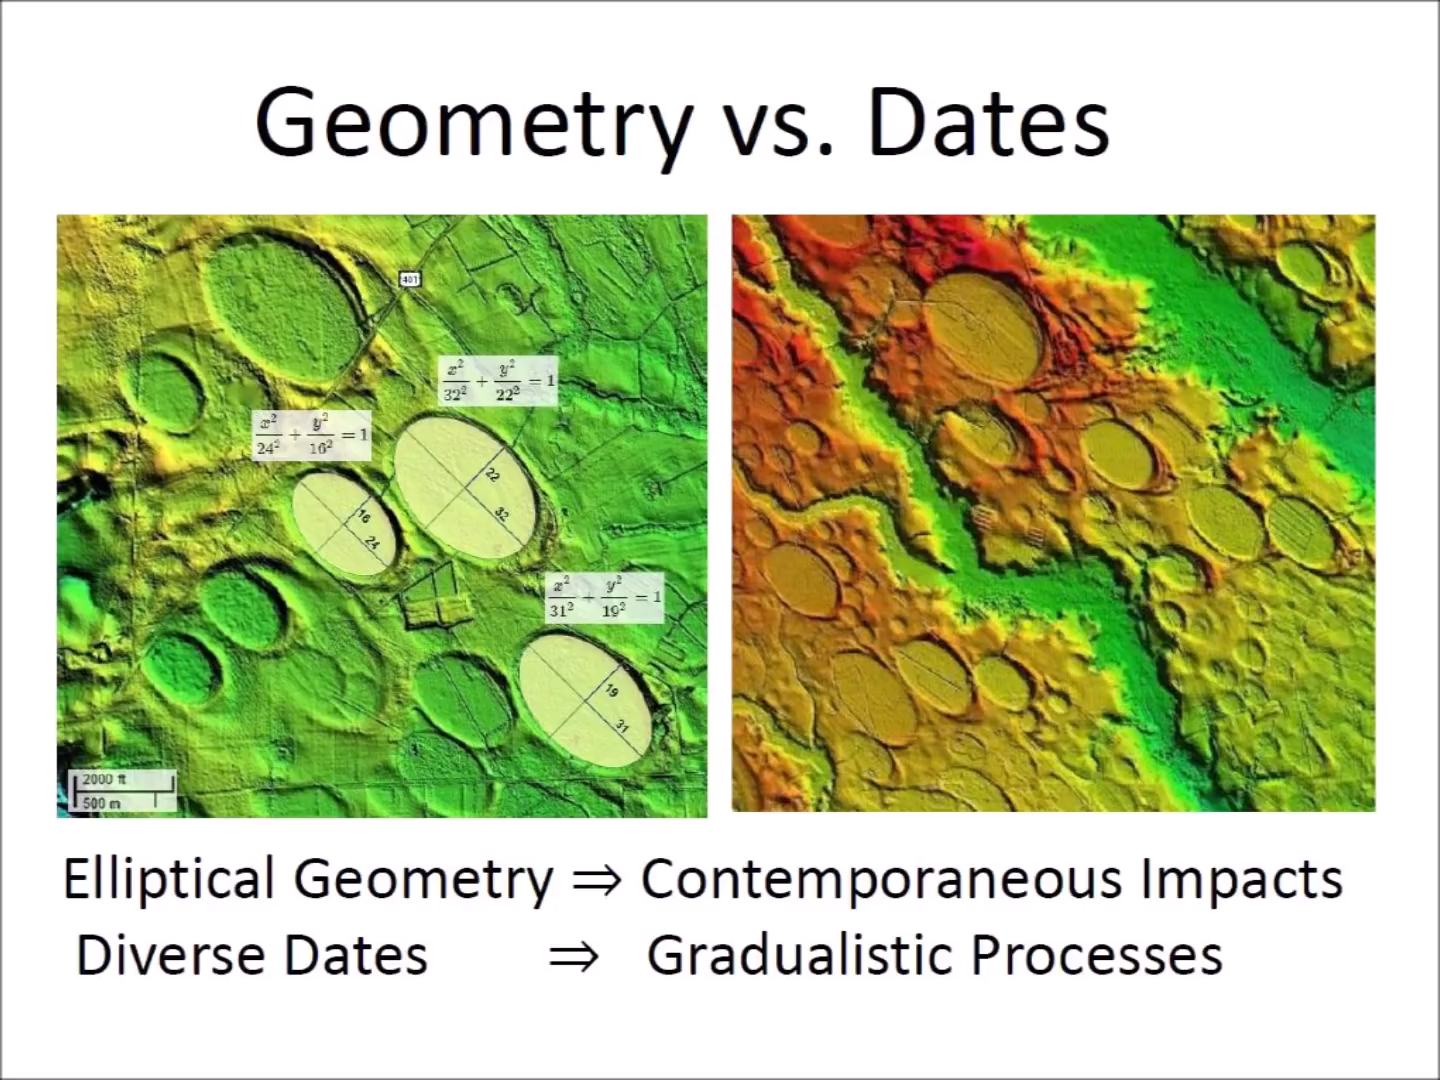 Geometry vs. Dates
401
x²/32² + y²/22² = 1
x²/24² + y²/16² = 1
22
32
16
24
x²/31² + y²/19² = 1
19
31
2000 ft
500 m
Elliptical Geometry ⇒ Contemporaneous Impacts
Diverse Dates ⇒ Gradualistic Processes